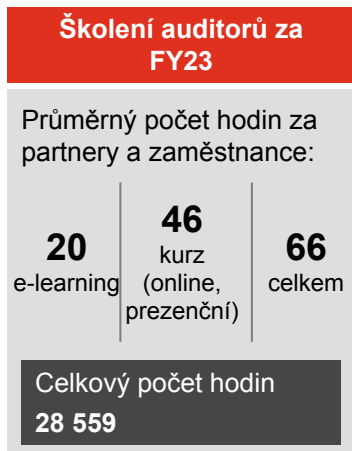 Školení auditorů za
FY23
Průměrný počet hodin za
partnery a zaměstnance:
20
e-learning
46
kurz
(online,
prezenční)
66
celkem
Celkový počet hodin
28 559